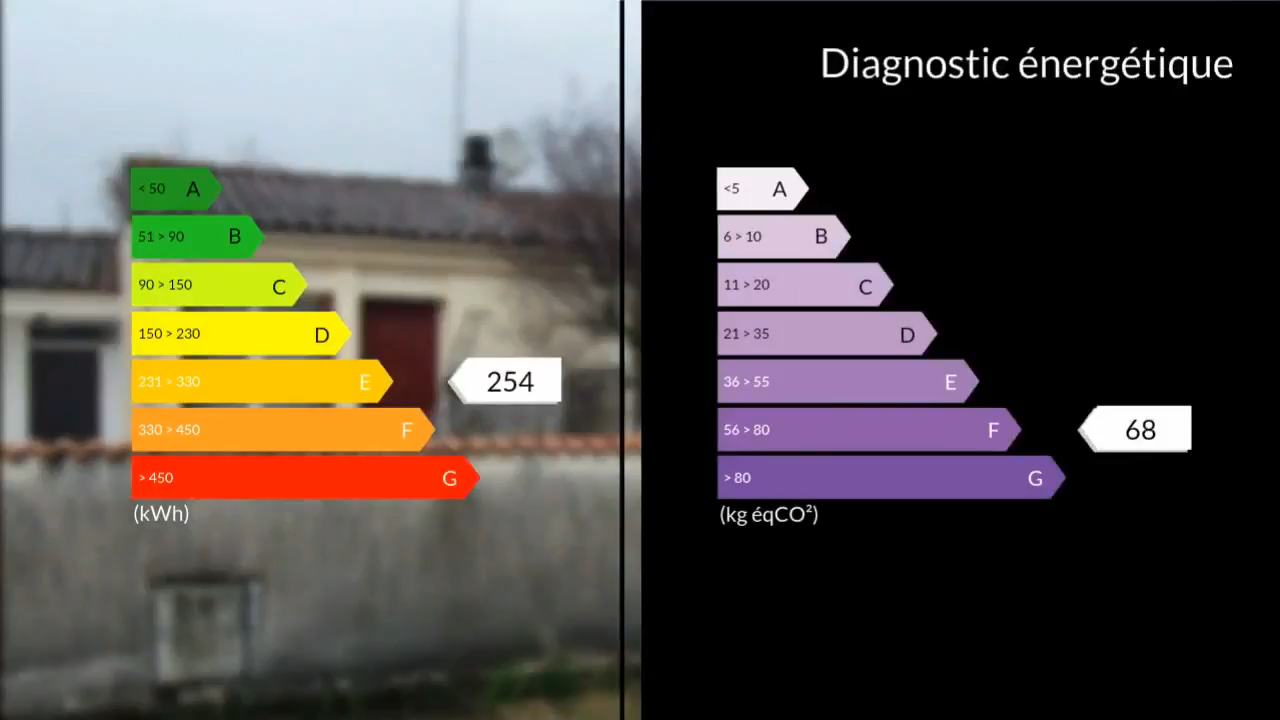 Diagnostic énergétique
< 50 A
51 > 90 B
90 > 150 C
150 > 230 D
231 > 330 E
254
330 > 450 F
> 450 G
(kWh)
<5 A
6 > 10 B
11 > 20 C
21 > 35 D
36 > 55 E
56 > 80 F
68
> 80 G
(kg éqCO²)